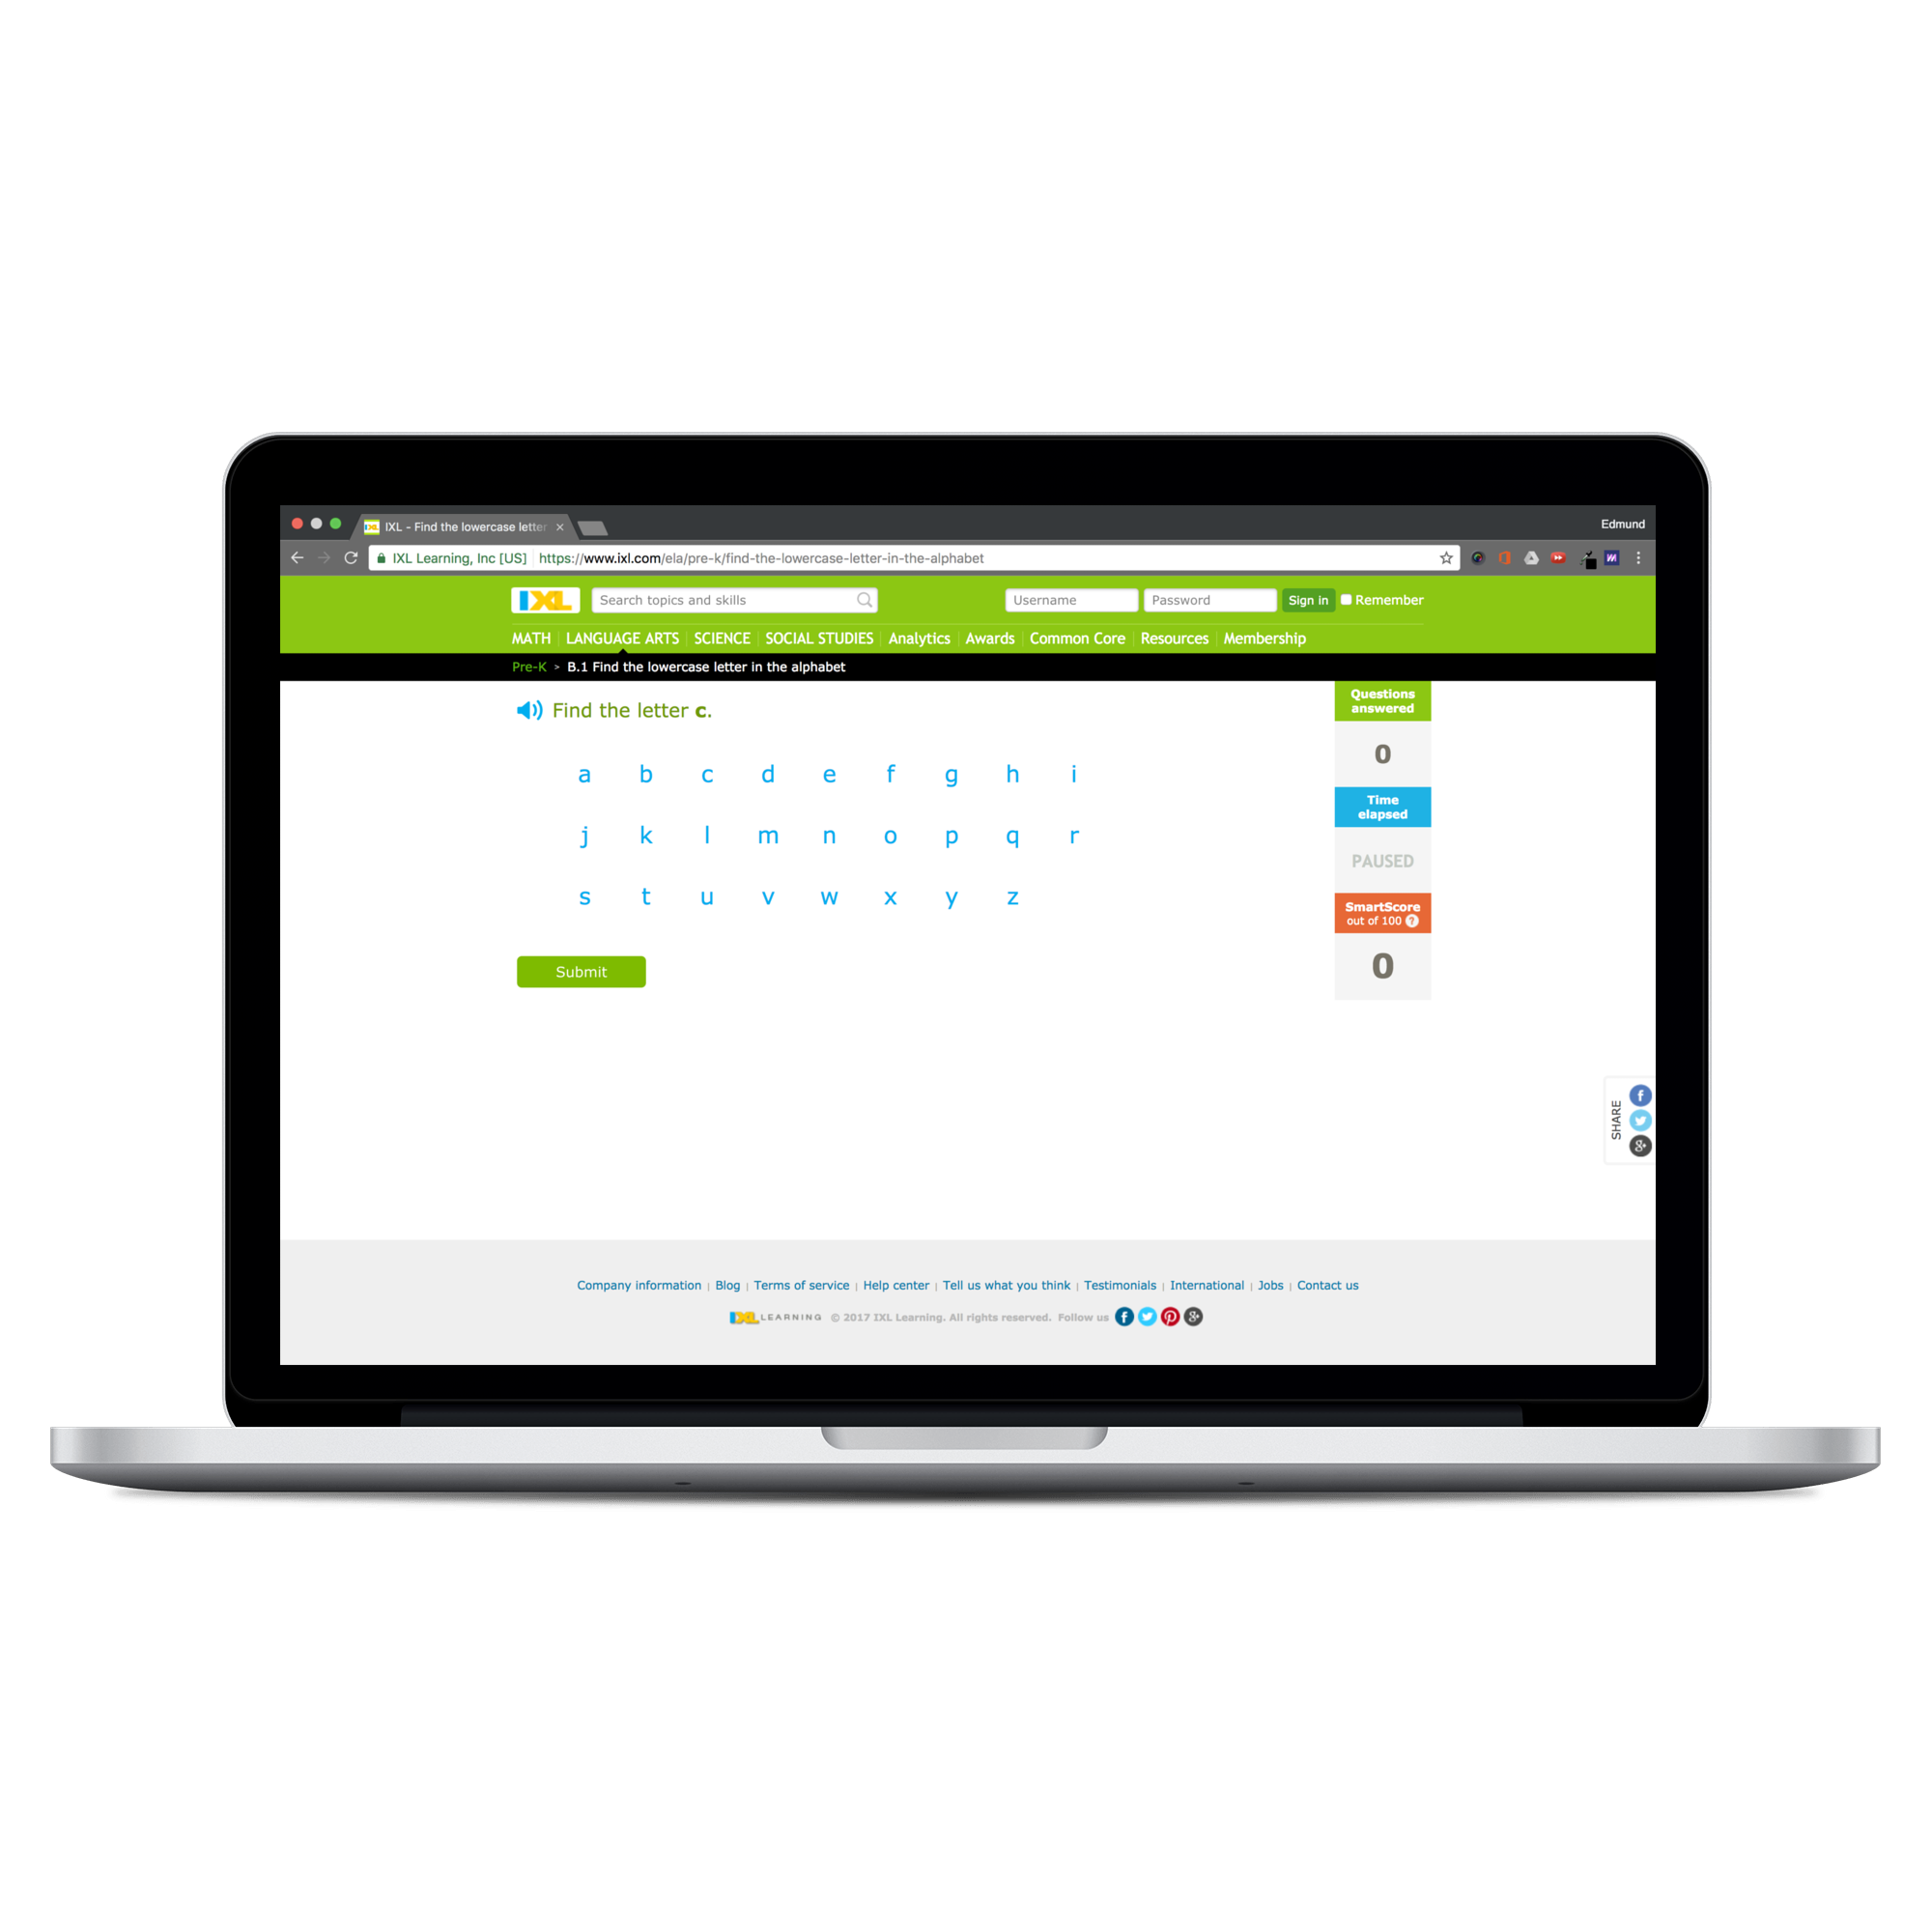 IXL - Find the lowercase letter
Edmund
IXL Learning, Inc [US] https://www.ixl.com/ela/pre-k/find-the-lowercase-letter-in-the-alphabet
IXL Search topics and skills Username Password Sign in Remember
MATH LANGUAGE ARTS SCIENCE SOCIAL STUDIES Analytics Awards Common Core Resources Membership
Pre-K > B.1 Find the lowercase letter in the alphabet
Find the letter c.
a b c d e f g h i
j k l m n o p q r
s t u v w x y z
Submit
Questions
answered
0
Time
elapsed
PAUSED
SmartScore
out of 100 ?
0
SHARE
Company information | Blog | Terms of service | Help center | Tell us what you think | Testimonials | International | Jobs | Contact us
IXL LEARNING © 2017 IXL Learning. All rights reserved. Follow us